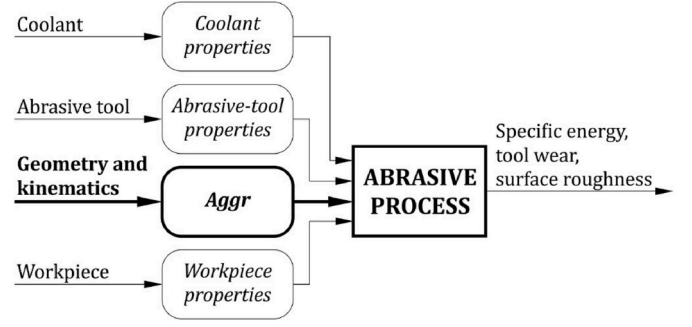 Coolant
Coolant
properties
Abrasive tool
Abrasive-tool
properties
Geometry and
kinematics
Aggr
Workpiece
Workpiece
properties
ABRASIVE
PROCESS
Specific energy,
tool wear,
surface roughness